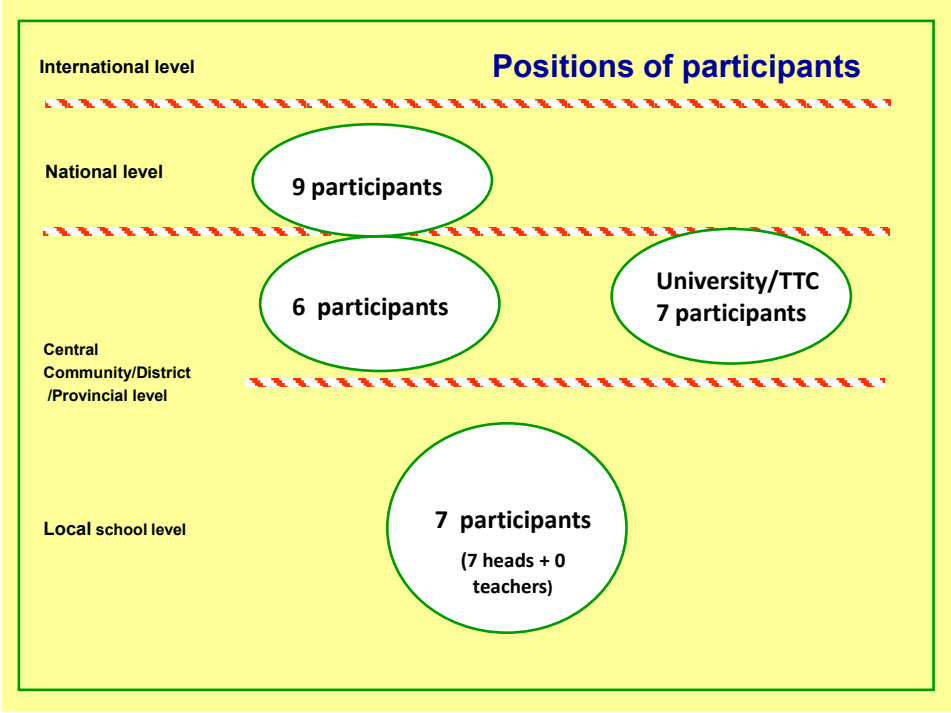 International level
Positions of participants
National level
9 participants
6 participants
University/TTC
7 participants
Central
Community/District
/Provincial level
Local school level
7 participants
(7 heads + 0
teachers)